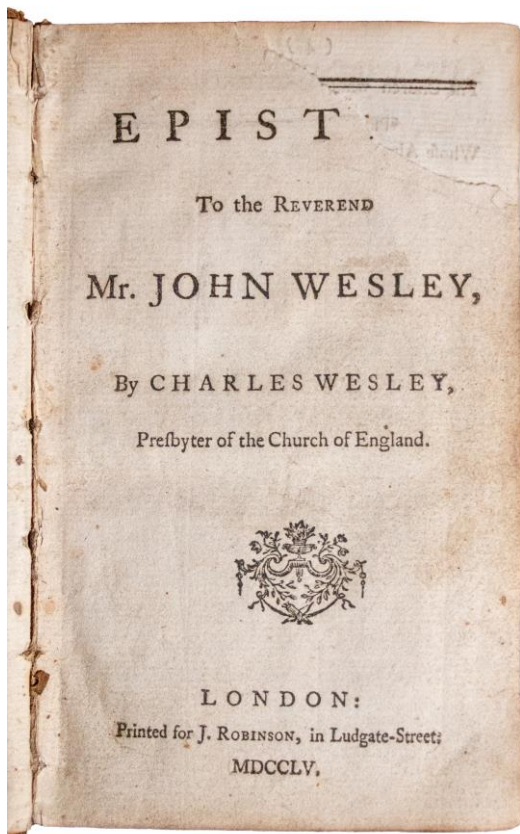 EPIST
To the REVEREND
Mr. JOHN WESLEY,
By CHARLES WESLEY,
Preſbyter of the Church of England.
LONDON:
Printed for J. ROBINSON, in Ludgate-Street:
MDCCLV.